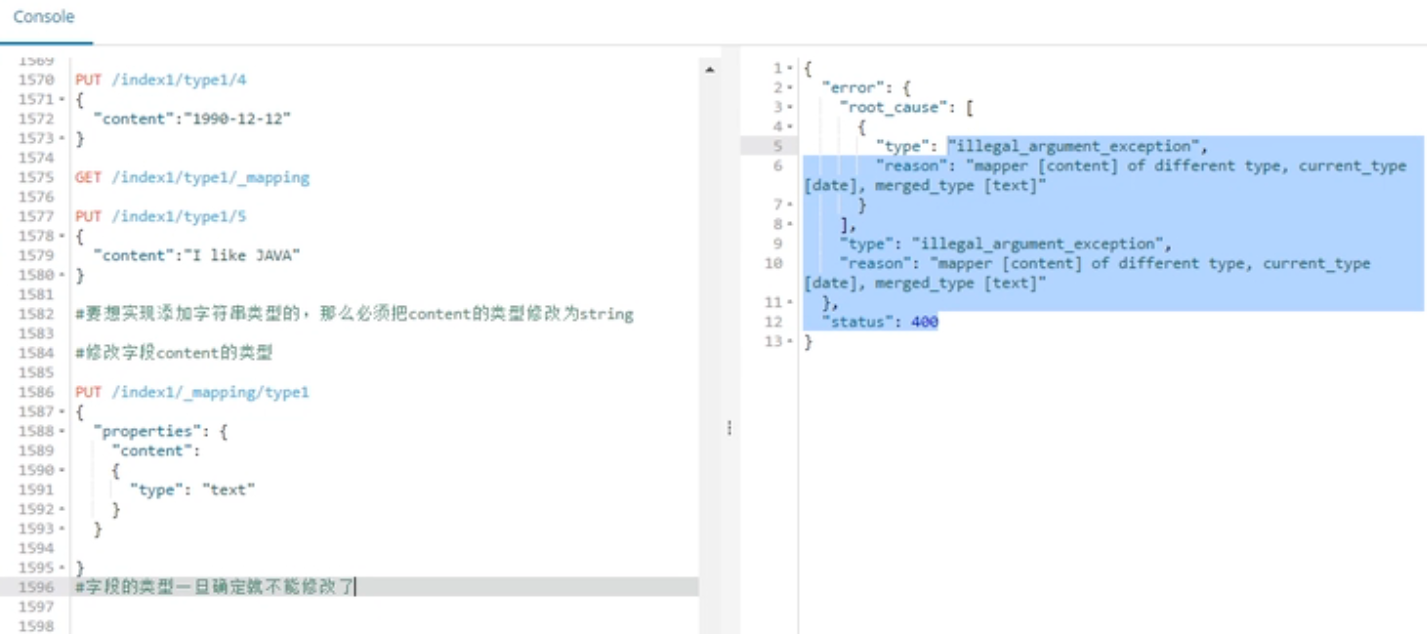 Console
1569
1570 PUT /index1/type1/4
1571 {
1572 "content":"1990-12-12"
1573 }
1574
1575 GET /index1/type1/_mapping
1576
1577 PUT /index1/type1/5
1578 {
1579 "content":"I like JAVA"
1580 }
1581
1582 #要想实现添加字符串类型的，那么必须把content的类型修改为string
1583
1584 #修改字段content的类型
1585
1586 PUT /index1/_mapping/type1
1587 {
1588 "properties": {
1589 "content":
1590 {
1591 "type": "text"
1592 }
1593 }
1594
1595 }
1596 #字段的类型一旦确定就不能修改了
1597
1598
1 {
2 "error": {
3 "root_cause": [
4 {
5 "type": "illegal_argument_exception",
6 "reason": "mapper [content] of different type, current_type
[date], merged_type [text]"
7 }
8 ],
9 "type": "illegal_argument_exception",
10 "reason": "mapper [content] of different type, current_type
[date], merged_type [text]"
11 },
12 "status": 400
13 }